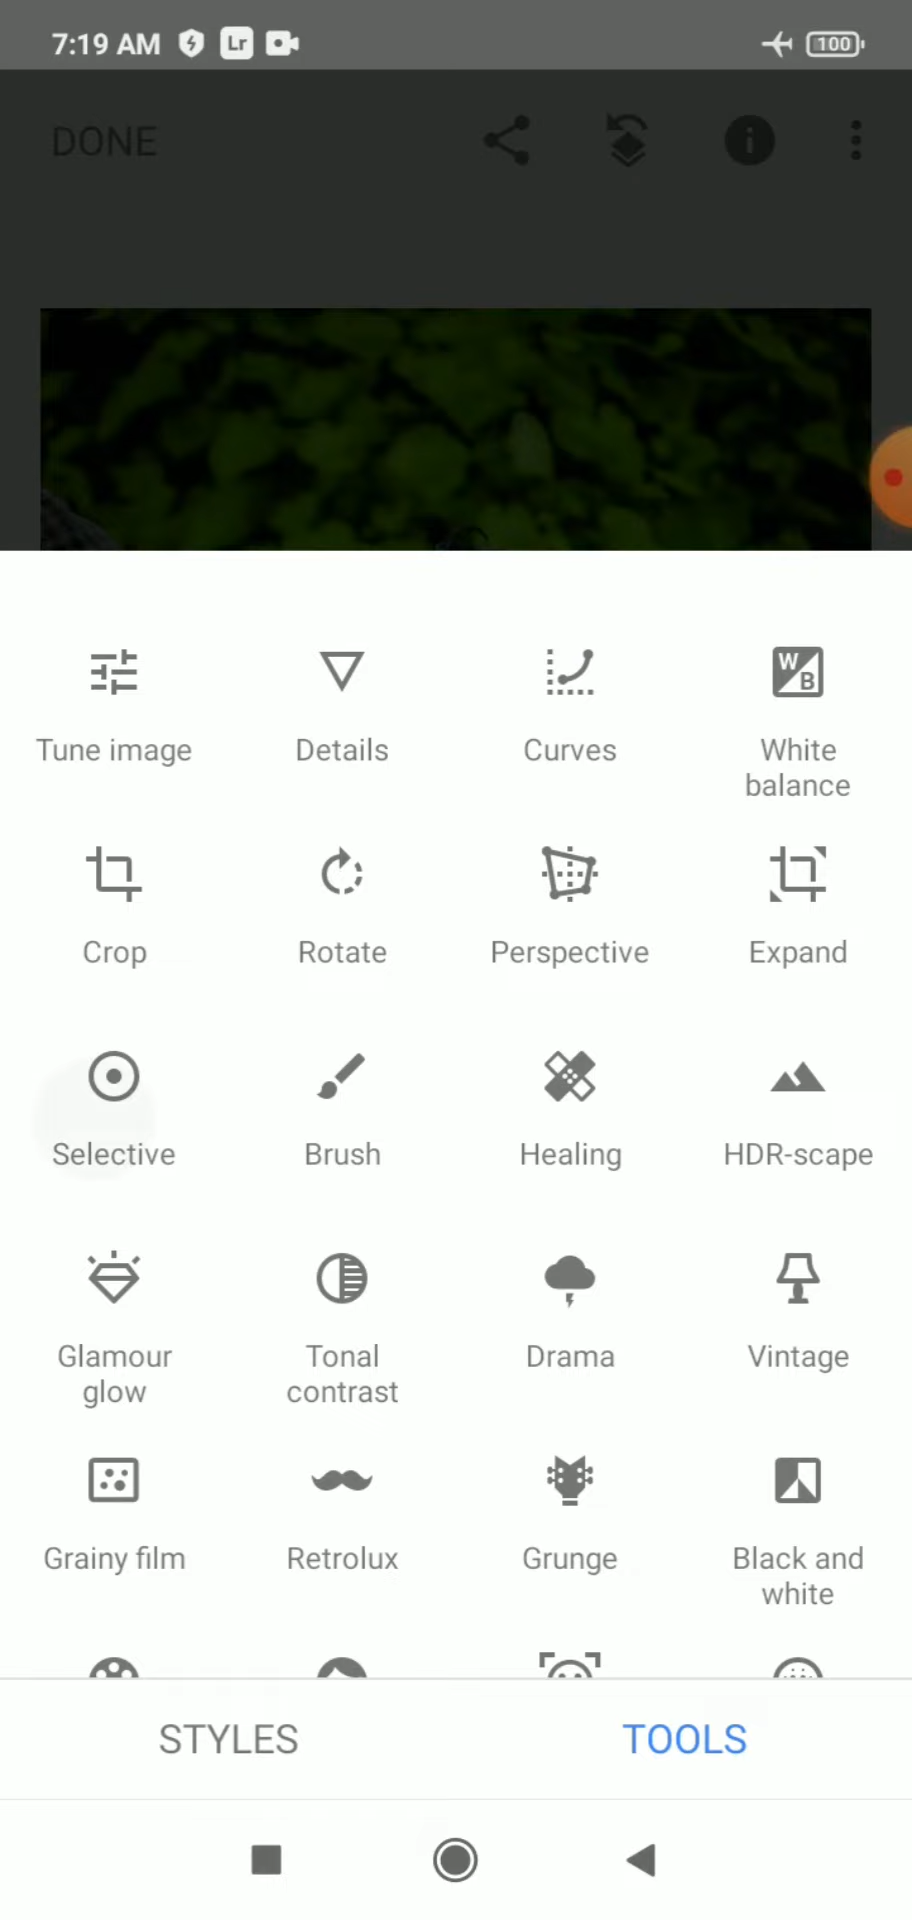 7:19 AM Lr 100
DONE
W
B
Tune image Details Curves White
balance
Crop Rotate Perspective Expand
Selective Brush Healing HDR-scape
Glamour Tonal Drama Vintage
glow contrast
Grainy film Retrolux Grunge Black and
white
STYLES TOOLS